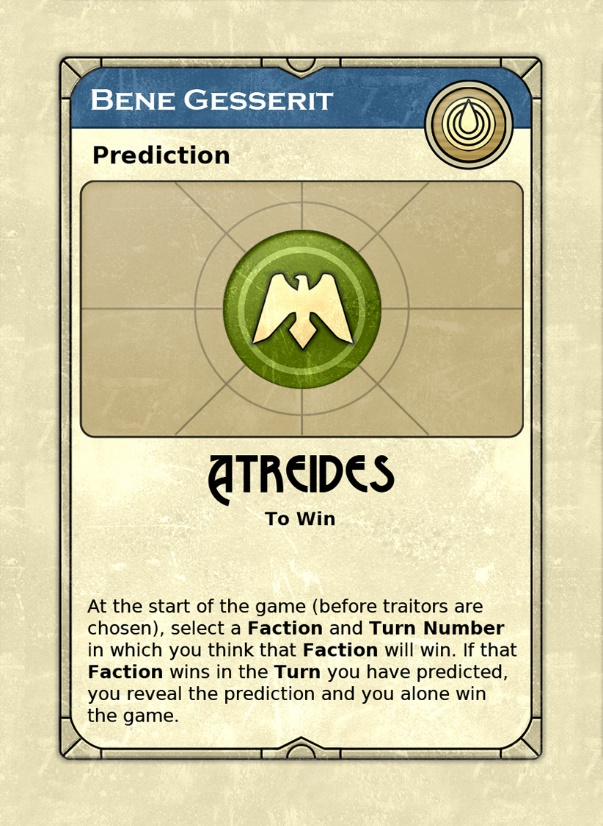 Bene Gesserit
Prediction
ATREIDES
To Win
At the start of the game (before traitors are
chosen), select a Faction and Turn Number
in which you think that Faction will win. If that
Faction wins in the Turn you have predicted,
you reveal the prediction and you alone win
the game.